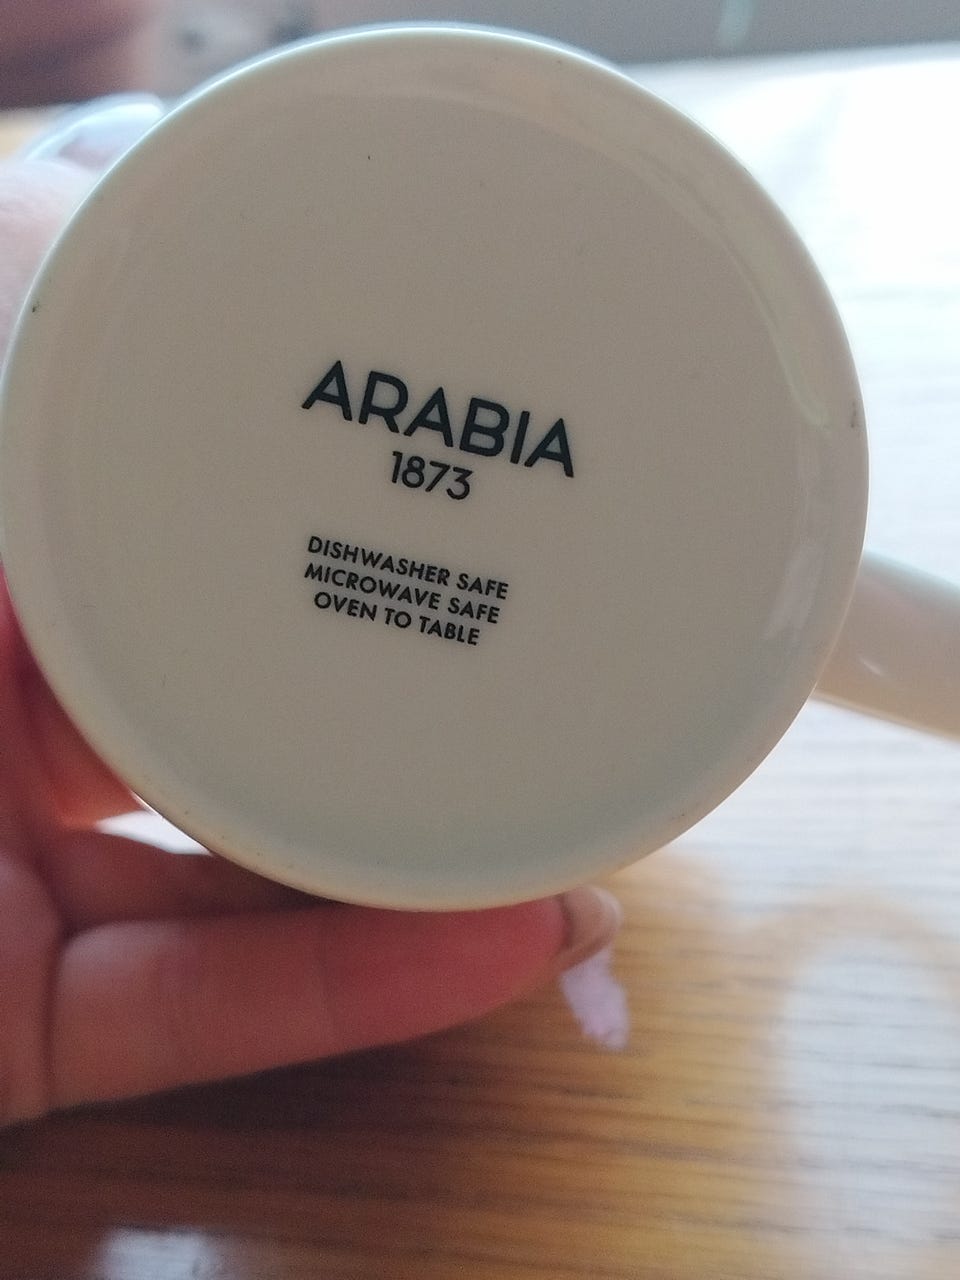 ARABIA
1873
DISHWASHER SAFE
MICROWAVE SAFE
OVEN TO TABLE